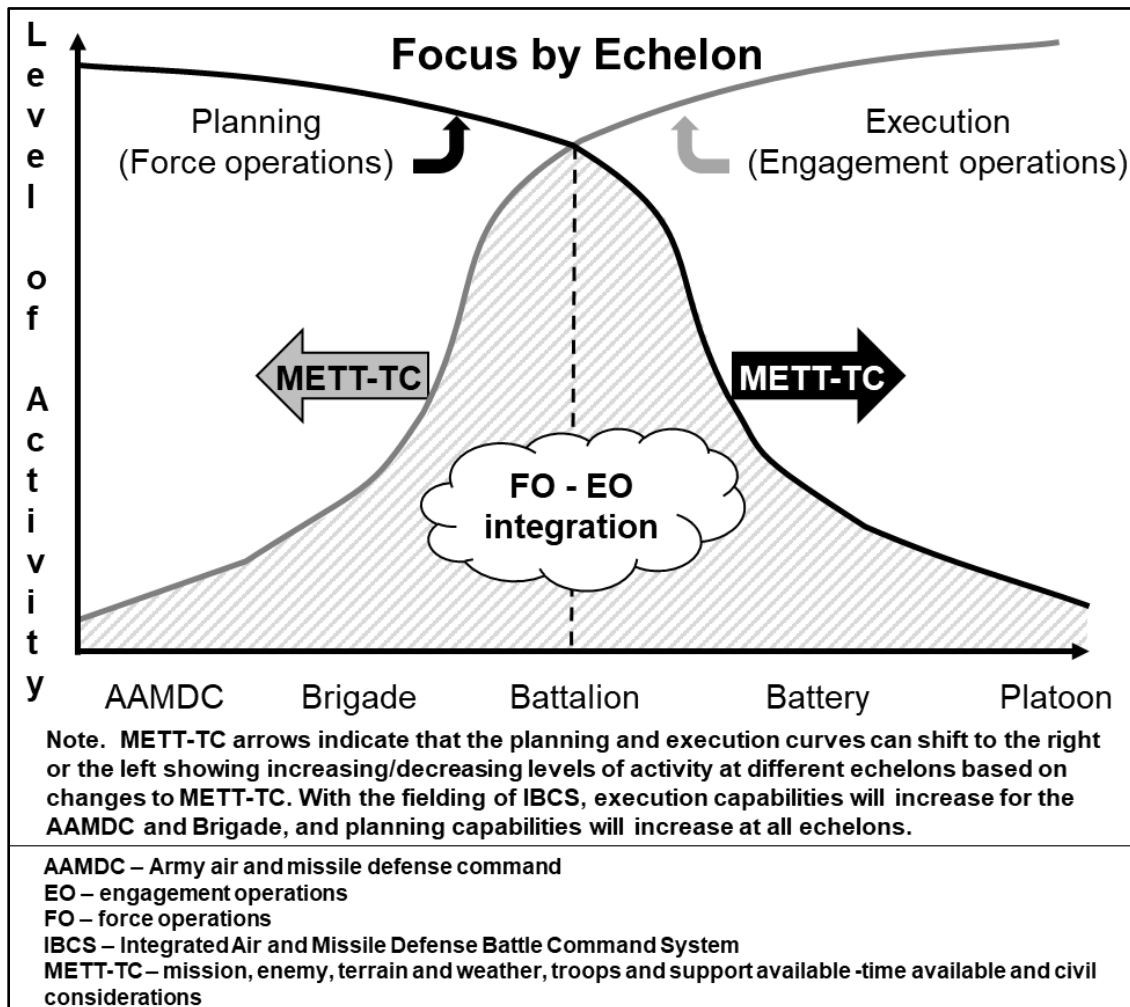 Level of Activity
Focus by Echelon
Planning
(Force operations)
Execution
(Engagement operations)
METT-TC
METT-TC
FO - EO
integration
AAMDC Brigade Battalion Battery Platoon
Note. METT-TC arrows indicate that the planning and execution curves can shift to the right
or the left showing increasing/decreasing levels of activity at different echelons based on
changes to METT-TC. With the fielding of IBCS, execution capabilities will increase for the
AAMDC and Brigade, and planning capabilities will increase at all echelons.
AAMDC – Army air and missile defense command
EO – engagement operations
FO – force operations
IBCS – Integrated Air and Missile Defense Battle Command System
METT-TC – mission, enemy, terrain and weather, troops and support available -time available and civil
considerations